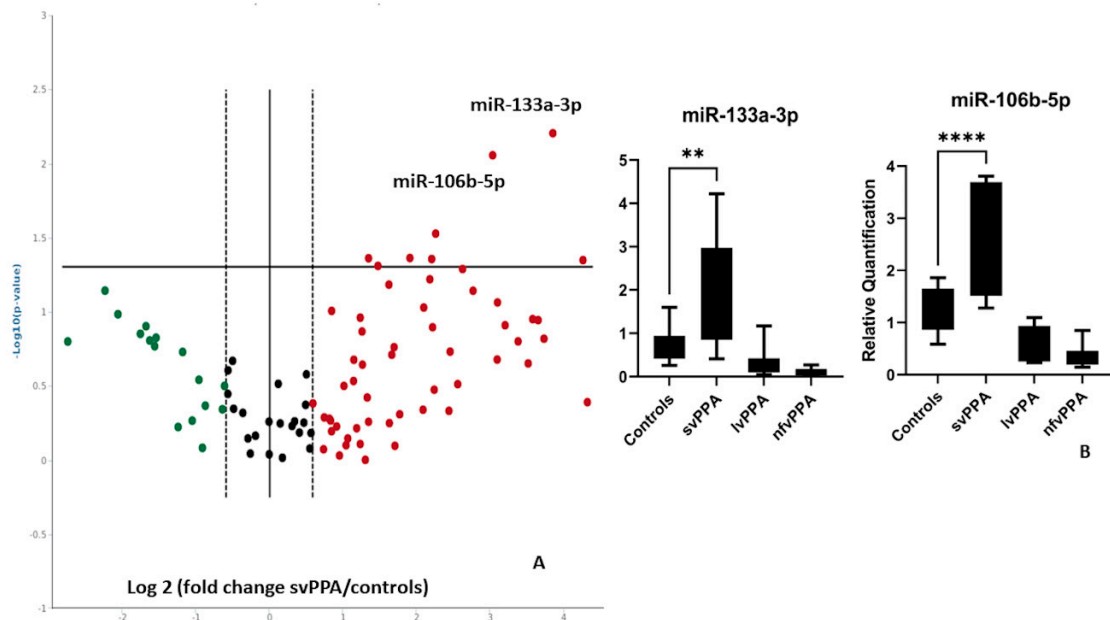 3
2.5
2
1.5
1
0.5
0
-0.5
-1
-Log10(p-value)
miR-133a-3p
miR-106b-5p
Log 2 (fold change svPPA/controls)
A
-2
-1
0
1
2
3
4
miR-133a-3p
**
5
4
3
2
1
0
Controls
svPPA
lvPPA
nfvPPA
miR-106b-5p
****
Relative Quantification
4
3
2
1
0
Controls
svPPA
lvPPA
nfvPPA
B